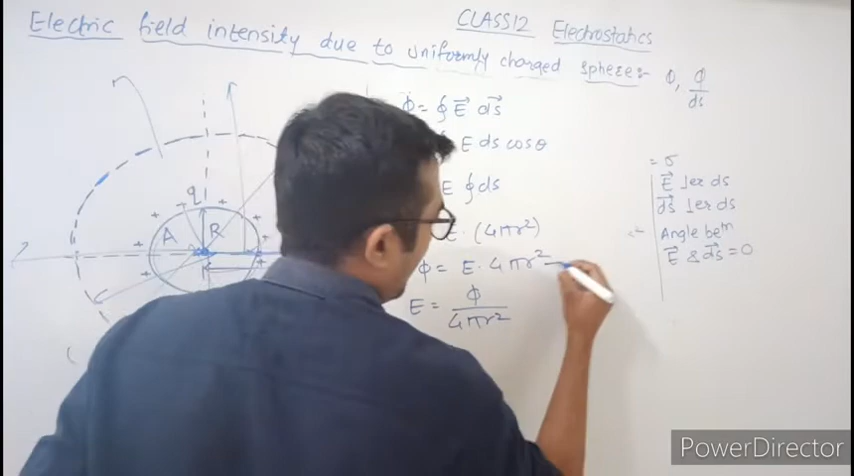 CLASS12 Electrostatics
Electric field intensity due to uniformly charged sphere:-
ϕ = ∮ E⃗ ds⃗
E ds cosθ
E ∮ds
E. (4πr²)
ϕ = E. 4πr²
E = ϕ / 4πr²
ϕ / ds
= σ
E⃗ ⊥er ds
ds⃗ ⊥er ds
Angle betⁿ
E⃗ & ds⃗ = 0
q
A
R
+ + + + + + +
PowerDirector